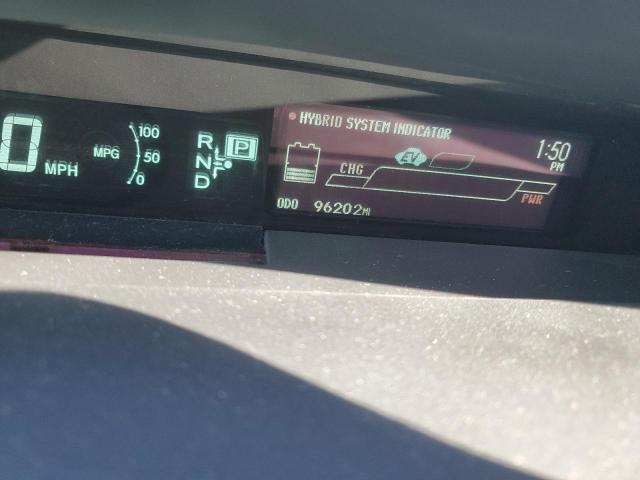 0 MPH
MPG
100
50
0
R
N
D
P
HYBRID SYSTEM INDICATOR
1:50 PM
EV
CHG
PWR
ODO 96202MI